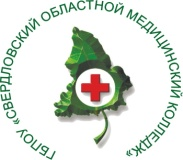 ГБПОУ «СВЕРДЛОВСКИЙ ОБЛАСТНОЙ МЕДИЦИНСКИЙ КОЛЛЕДЖ»